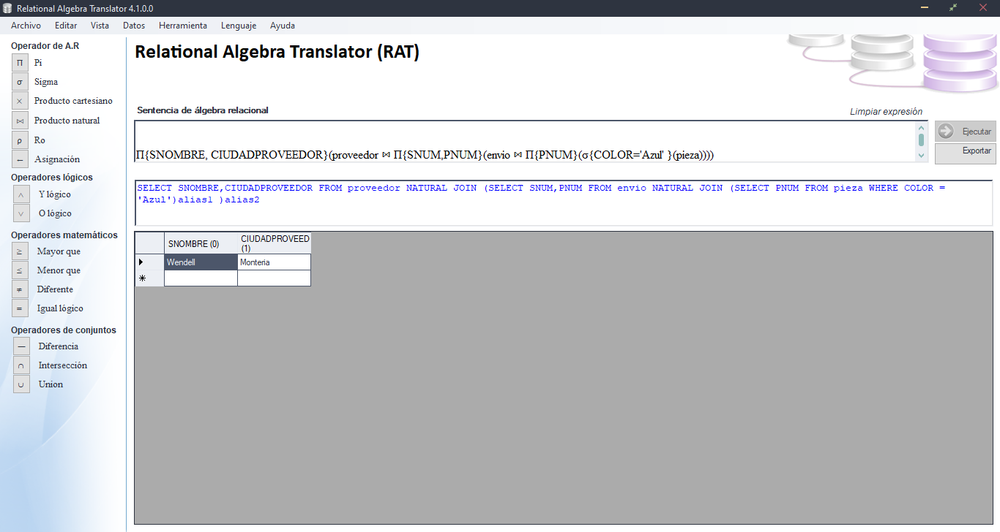 Relational Algebra Translator 4.1.0.0
Archivo Editar Vista Datos Herramienta Lenguaje Ayuda
Operador de A.R
Π Pi
σ Sigma
× Producto cartesiano
⋈ Producto natural
ρ Ro
← Asignación
Operadores lógicos
∧ Y lógico
∨ O lógico
Operadores matemáticos
≥ Mayor que
≤ Menor que
≠ Diferente
= Igual lógico
Operadores de conjuntos
— Diferencia
∩ Intersección
∪ Union
Relational Algebra Translator (RAT)
Sentencia de álgebra relacional
Limpiar expresión
Π{SNOMBRE, CIUDADPROVEEDOR}(proveedor ⋈ Π{SNUM,PNUM}(envio ⋈ Π{PNUM}(σ{COLOR='Azul' }(pieza))))
Ejecutar
Exportar
SELECT SNOMBRE,CIUDADPROVEEDOR FROM proveedor NATURAL JOIN (SELECT SNUM,PNUM FROM envio NATURAL JOIN (SELECT PNUM FROM pieza WHERE COLOR =
'Azul')alias1 )alias2
SNOMBRE (0) CIUDADPROVEED
(1)
Wendell Monteria